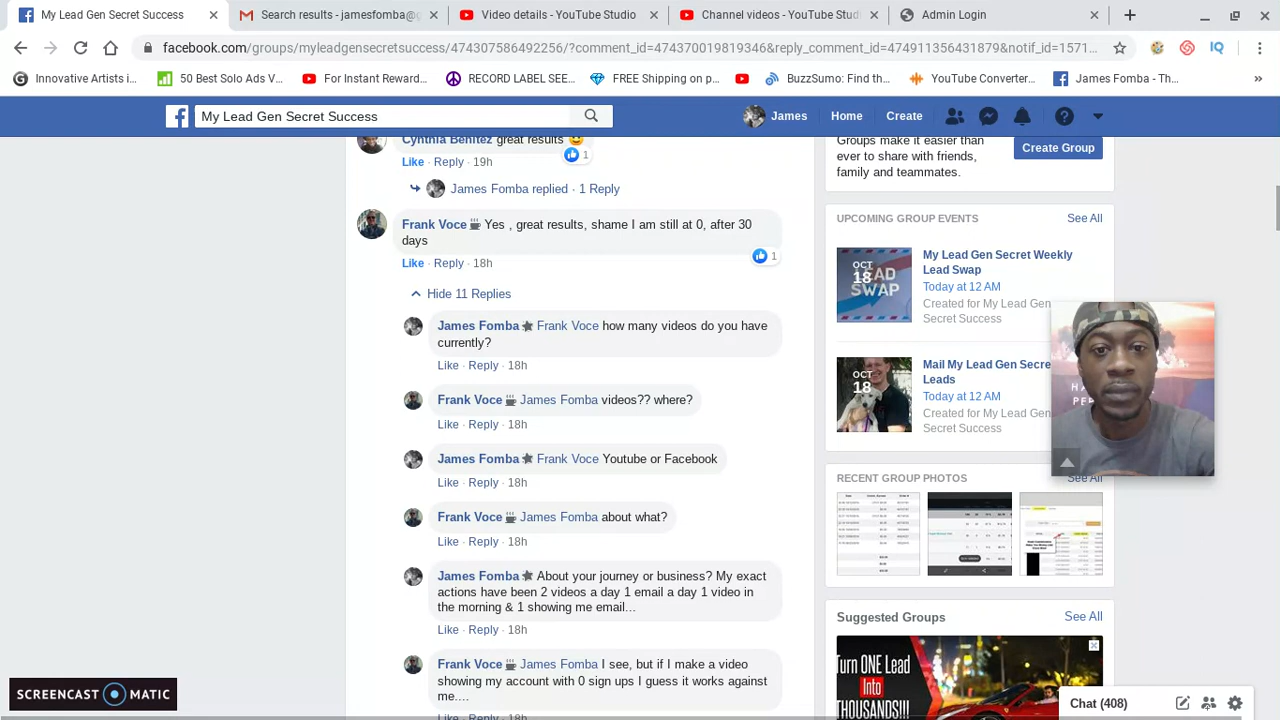 My Lead Gen Secret Success
Search results - jamesfomba@g
Video details - YouTube Studio
Channel videos - YouTube Studi
Admin Login
facebook.com/groups/myleadgensecretsuccess/474307586492256/?comment_id=474370019819346&reply_comment_id=474911356431879&notif_id=1571...
Innovative Artists i...
50 Best Solo Ads V...
For Instant Reward...
RECORD LABEL SEE...
FREE Shipping on p...
BuzzSumo: Find th...
YouTube Converter...
James Fomba - Th...
My Lead Gen Secret Success
James
Home
Create
Cynthia Benitez great results
1
Like · Reply · 19h
James Fomba replied · 1 Reply
Frank Voce Yes , great results, shame I am still at 0, after 30
days
1
Like · Reply · 18h
Hide 11 Replies
James Fomba Frank Voce how many videos do you have
currently?
Like · Reply · 18h
Frank Voce James Fomba videos?? where?
Like · Reply · 18h
James Fomba Frank Voce Youtube or Facebook
Like · Reply · 18h
Frank Voce James Fomba about what?
Like · Reply · 18h
James Fomba About your journey or business? My exact
actions have been 2 videos a day 1 email a day 1 video in
the morning & 1 showing me email...
Like · Reply · 18h
Frank Voce James Fomba I see, but if I make a video
showing my account with 0 sign ups I guess it works against
me....
Like · Reply · 18h
Groups make it easier than
ever to share with friends,
family and teammates.
Create Group
UPCOMING GROUP EVENTS
See All
OCT
18
LEAD
SWAP
My Lead Gen Secret Weekly
Lead Swap
Today at 12 AM
Created for My Lead Gen
Secret Success
OCT
18
Mail My Lead Gen Secre
Leads
Today at 12 AM
Created for My Lead Gen
Secret Success
RECENT GROUP PHOTOS
See All
Suggested Groups
See All
Turn ONE Lead
Into
THOUSANDS!!!
Chat (408)
SCREENCAST MATIC